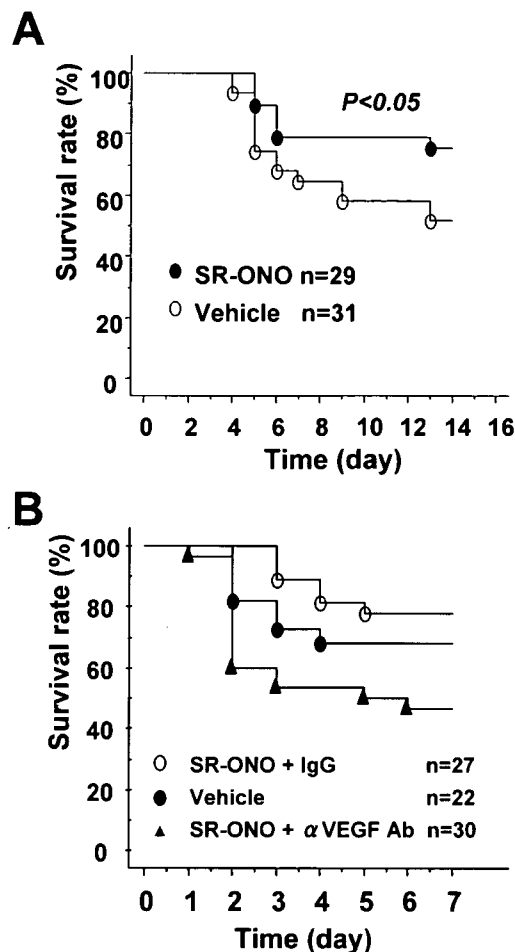 A
Survival rate (%)
100
80
60
40
20
0
P<0.05
● SR-ONO n=29
○ Vehicle n=31
0 2 4 6 8 10 12 14 16
Time (day)
B
Survival rate (%)
100
80
60
40
20
0
○ SR-ONO + IgG n=27
● Vehicle n=22
▲ SR-ONO + α VEGF Ab n=30
0 1 2 3 4 5 6 7
Time (day)